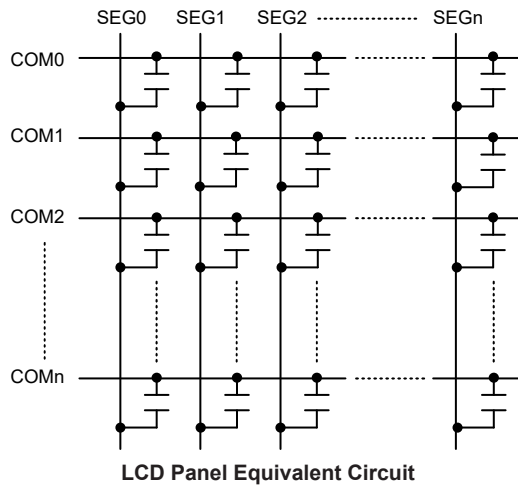 SEG0 SEG1 SEG2 SEGn
COM0
COM1
COM2
COMn
LCD Panel Equivalent Circuit